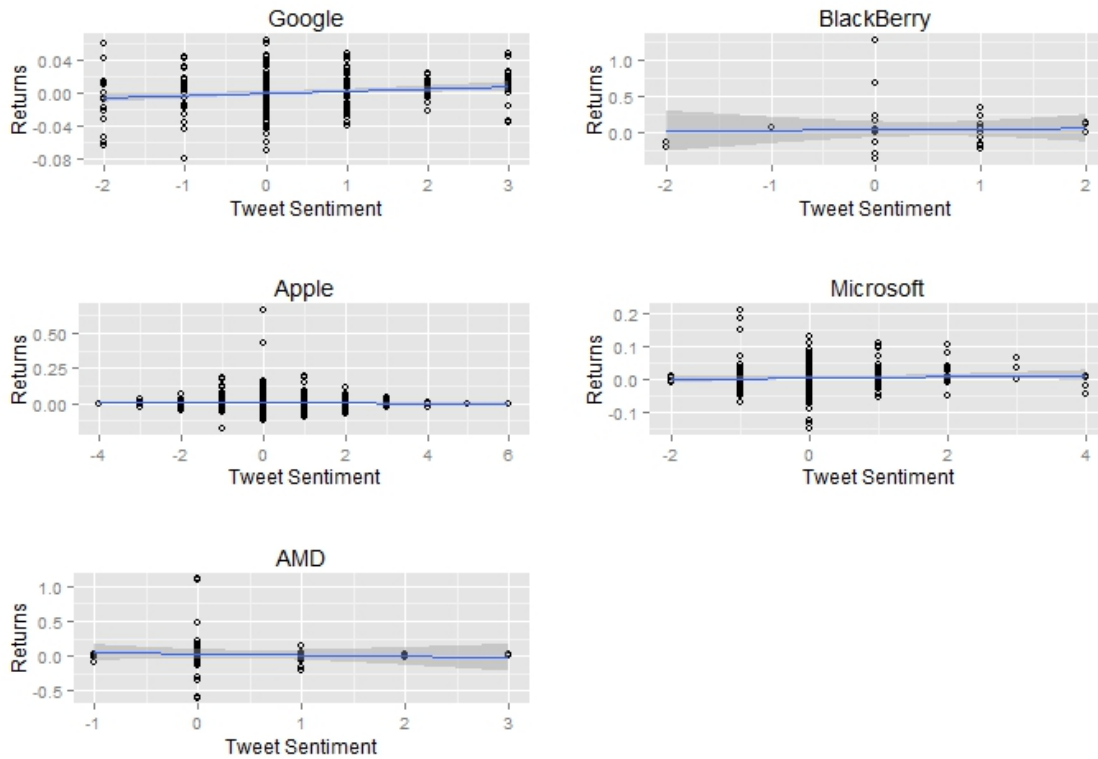 Google
BlackBerry
0.04
0.00
-0.04
-0.08
Returns
-2 -1 0 1 2 3
Tweet Sentiment
1.0
0.5
0.0
Returns
-2 -1 0 1 2
Tweet Sentiment
Apple
Microsoft
0.50
0.25
0.00
Returns
-4 -2 0 2 4 6
Tweet Sentiment
0.2
0.1
0.0
-0.1
Returns
-2 0 2 4
Tweet Sentiment
AMD
1.0
0.5
0.0
-0.5
Returns
-1 0 1 2 3
Tweet Sentiment